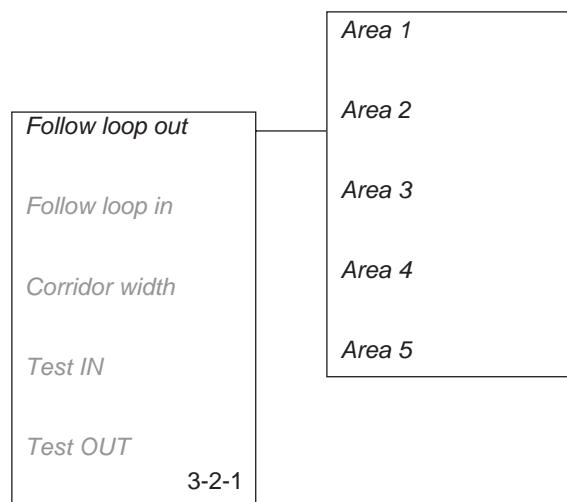 Follow loop out
Follow loop in
Corridor width
Test IN
Test OUT
3-2-1
Area 1
Area 2
Area 3
Area 4
Area 5